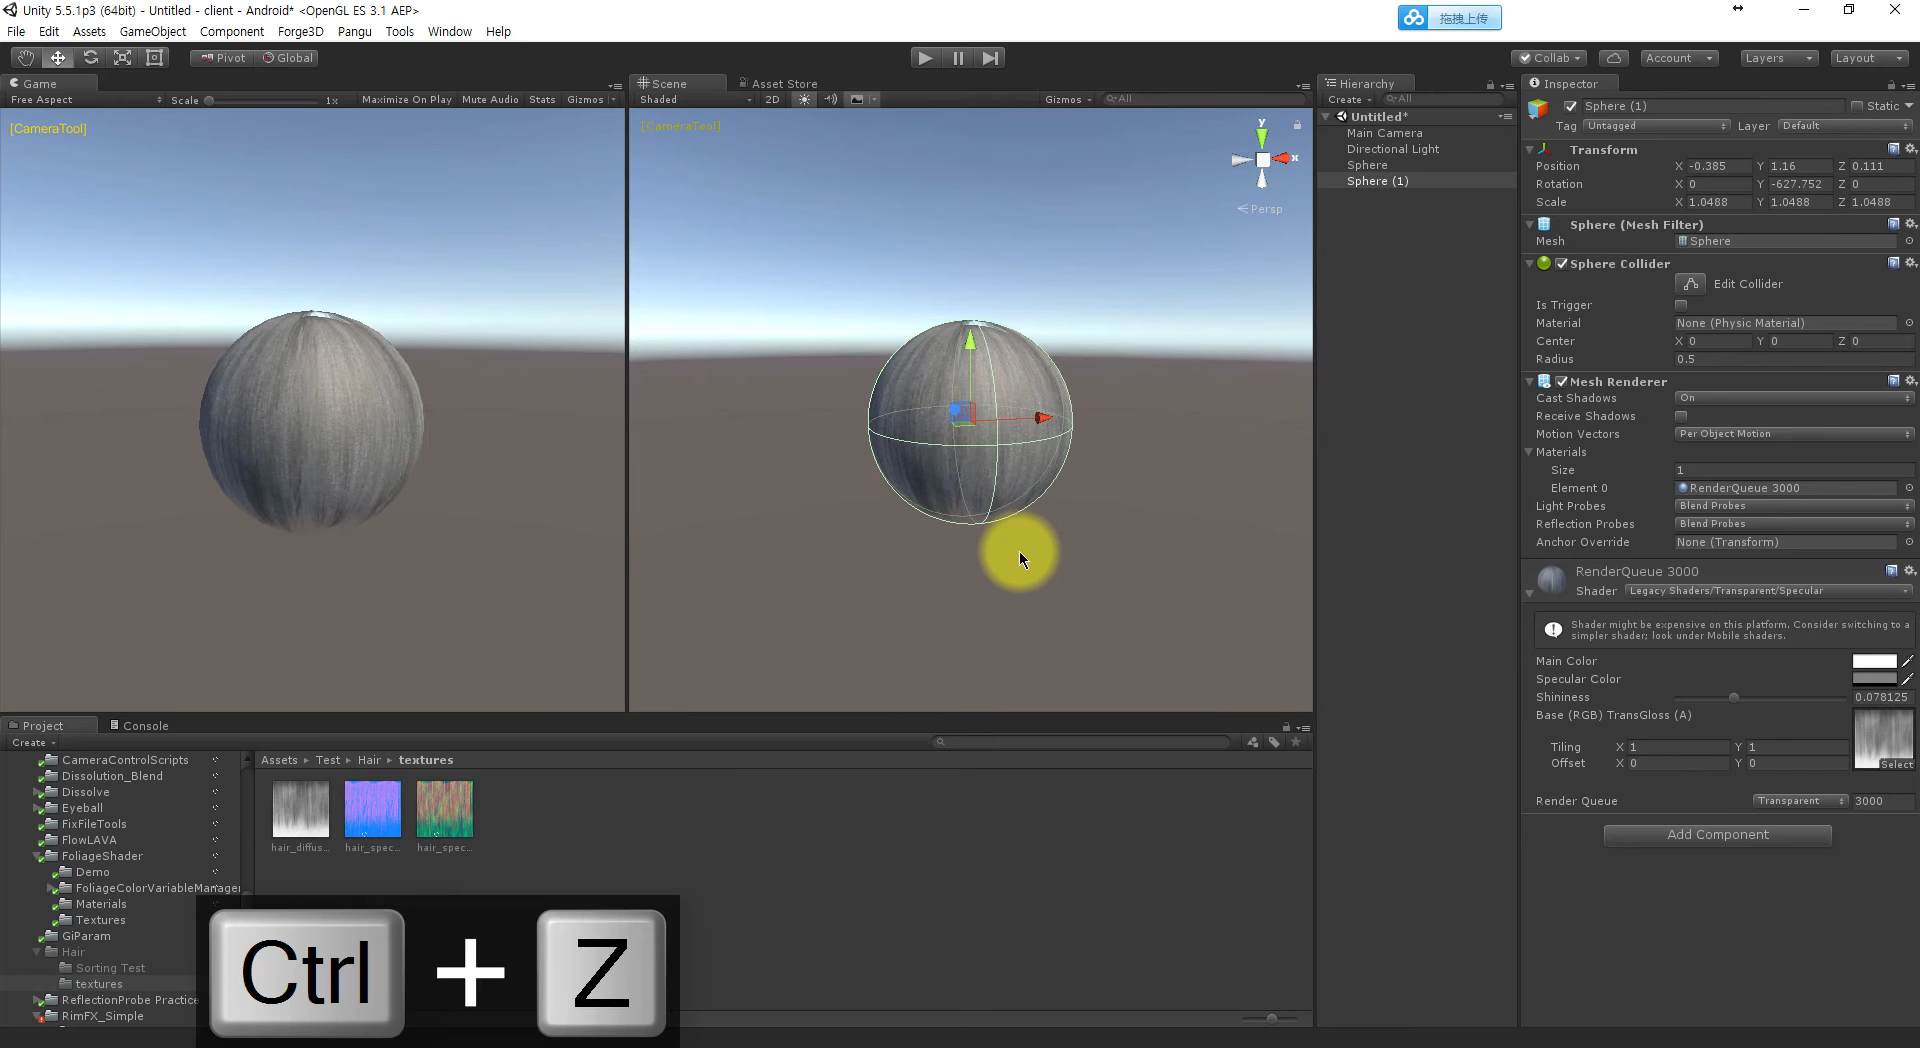 Unity 5.5.1p3 (64bit) - Untitled - client - Android* <OpenGL ES 3.1 AEP>
拖拽上传
File Edit Assets GameObject Component Forge3D Pangu Tools Window Help
Pivot Global
Collab Account Layers Layout
Game
Free Aspect Scale 1x Maximize On Play Mute Audio Stats Gizmos
[CameraTool]
Scene Asset Store
Shaded 2D Gizmos All
[CameraTool]
y
x
Persp
Hierarchy
Create All
Untitled*
Main Camera
Directional Light
Sphere
Sphere (1)
Inspector
Sphere (1) Static
Tag Untagged Layer Default
Transform
Position X -0.385 Y 1.16 Z 0.111
Rotation X 0 Y -627.752 Z 0
Scale X 1.0488 Y 1.0488 Z 1.0488
Sphere (Mesh Filter)
Mesh Sphere
Sphere Collider
Edit Collider
Is Trigger
Material None (Physic Material)
Center X 0 Y 0 Z 0
Radius 0.5
Mesh Renderer
Cast Shadows On
Receive Shadows
Motion Vectors Per Object Motion
Materials
Size 1
Element 0 RenderQueue 3000
Light Probes Blend Probes
Reflection Probes Blend Probes
Anchor Override None (Transform)
RenderQueue 3000
Shader Legacy Shaders/Transparent/Specular
Shader might be expensive on this platform. Consider switching to a
simpler shader; look under Mobile shaders.
Main Color
Specular Color
Shininess 0.078125
Base (RGB) TransGloss (A)
Tiling X 1 Y 1
Offset X 0 Y 0
Select
Render Queue Transparent 3000
Add Component
Project Console
Create
CameraControlScripts
Dissolution_Blend
Dissolve
Eyeball
FixFileTools
FlowLAVA
FoliageShader
Demo
FoliageColorVariableManager
Materials
Textures
GiParam
Hair
Sorting Test
textures
ReflectionProbe Practice
RimFX_Simple
Assets Test Hair textures
hair_diffus... hair_spec... hair_spec...
Ctrl + Z